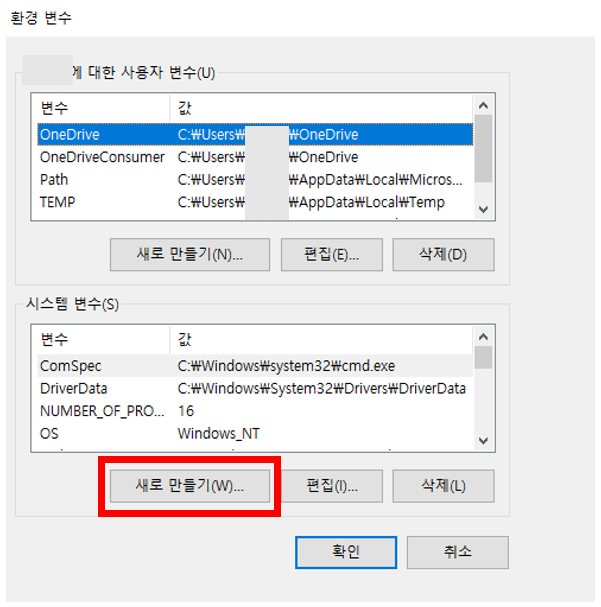 환경 변수
에 대한 사용자 변수(U)
변수 값
OneDrive C:₩Users₩ ₩OneDrive
OneDriveConsumer C:₩Users₩ ₩OneDrive
Path C:₩Users₩ ₩AppData₩Local₩Micros...
TEMP C:₩Users₩ ₩AppData₩Local₩Temp
새로 만들기(N)... 편집(E)... 삭제(D)
시스템 변수(S)
변수 값
ComSpec C:₩Windows₩system32₩cmd.exe
DriverData C:₩Windows₩System32₩Drivers₩DriverData
NUMBER_OF_PRO... 16
OS Windows_NT
새로 만들기(W)... 편집(I)... 삭제(L)
확인 취소